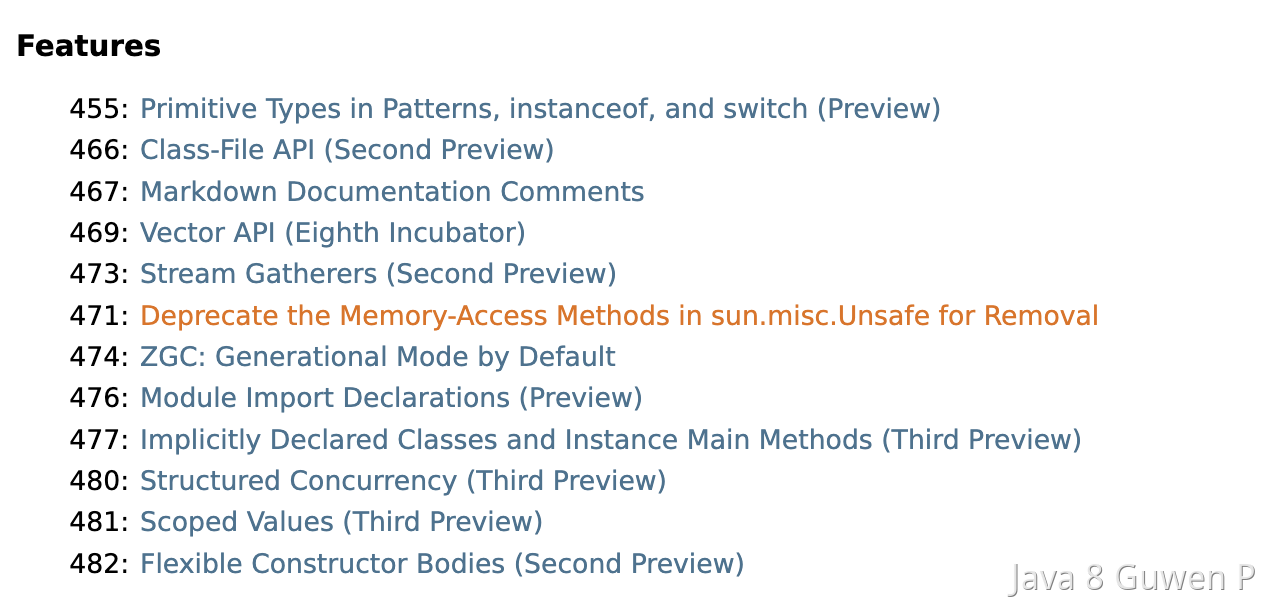 Features
455: Primitive Types in Patterns, instanceof, and switch (Preview)
466: Class-File API (Second Preview)
467: Markdown Documentation Comments
469: Vector API (Eighth Incubator)
473: Stream Gatherers (Second Preview)
471: Deprecate the Memory-Access Methods in sun.misc.Unsafe for Removal
474: ZGC: Generational Mode by Default
476: Module Import Declarations (Preview)
477: Implicitly Declared Classes and Instance Main Methods (Third Preview)
480: Structured Concurrency (Third Preview)
481: Scoped Values (Third Preview)
482: Flexible Constructor Bodies (Second Preview)
Java 8 Guwen P